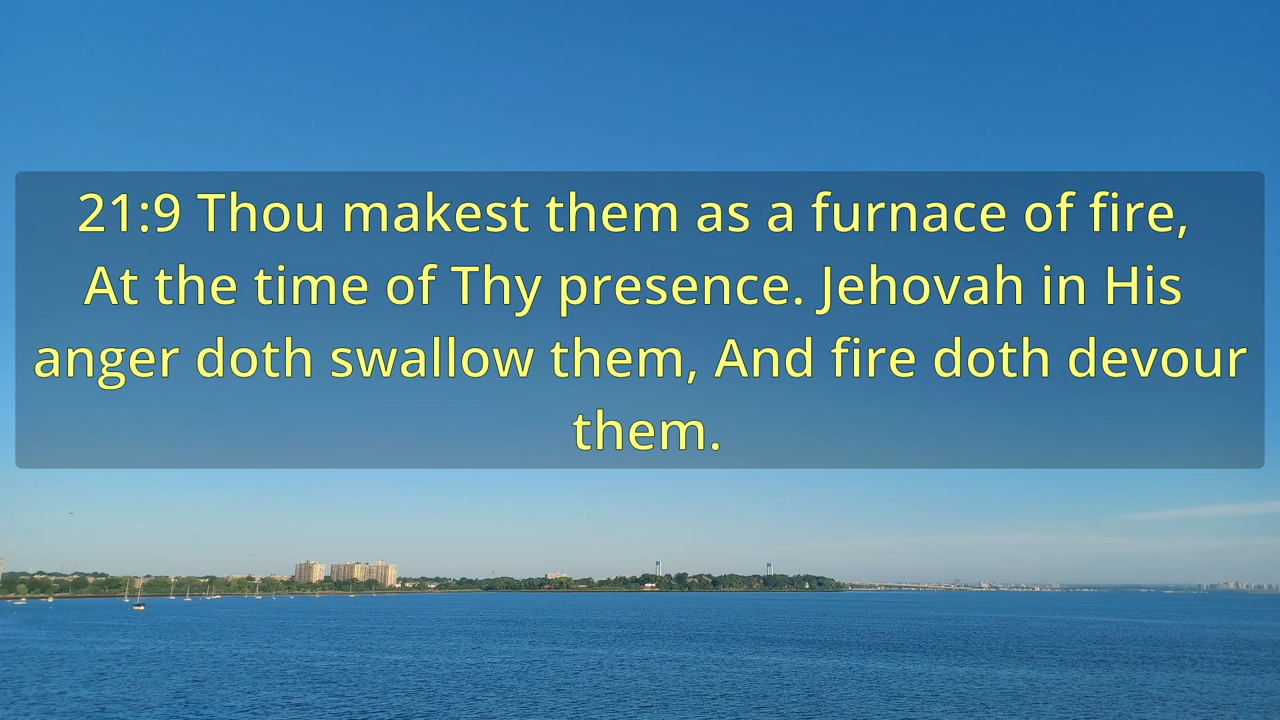 21:9 Thou makest them as a furnace of fire,
At the time of Thy presence. Jehovah in His
anger doth swallow them, And fire doth devour
them.